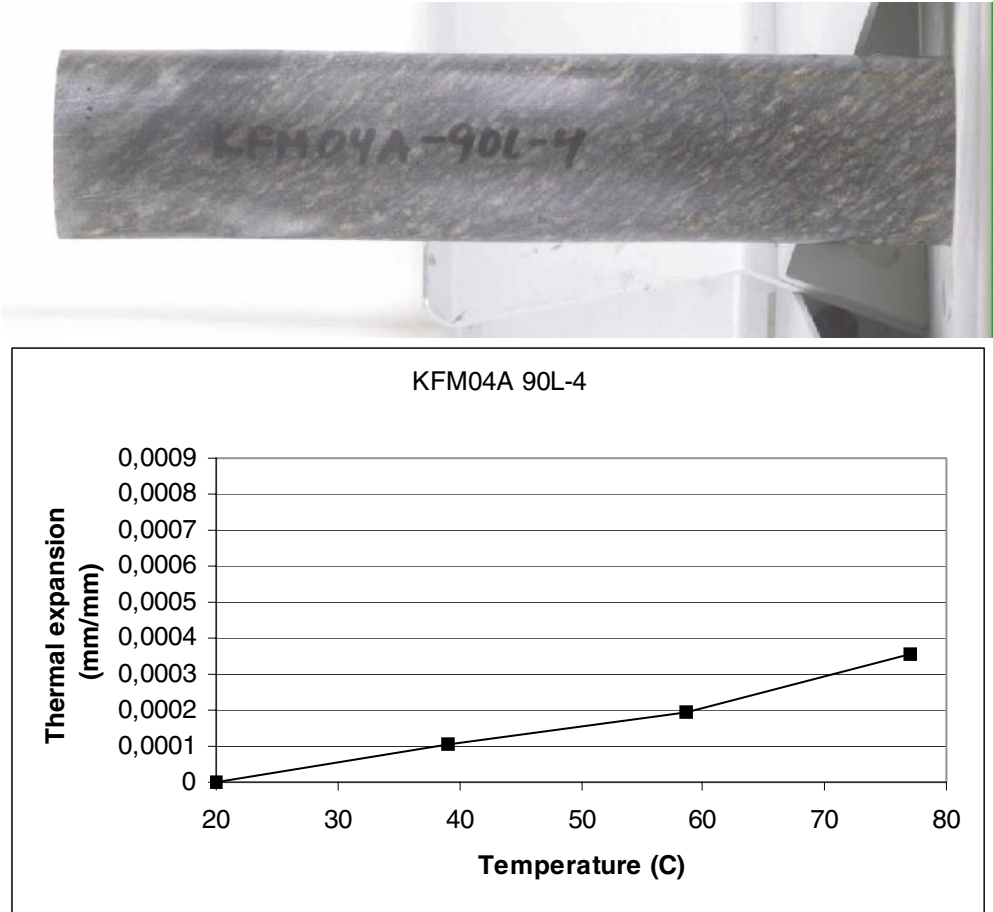 KFM04A-90L-4
KFM04A 90L-4
Thermal expansion
(mm/mm)
0,0009
0,0008
0,0007
0,0006
0,0005
0,0004
0,0003
0,0002
0,0001
0
20 30 40 50 60 70 80
Temperature (C)